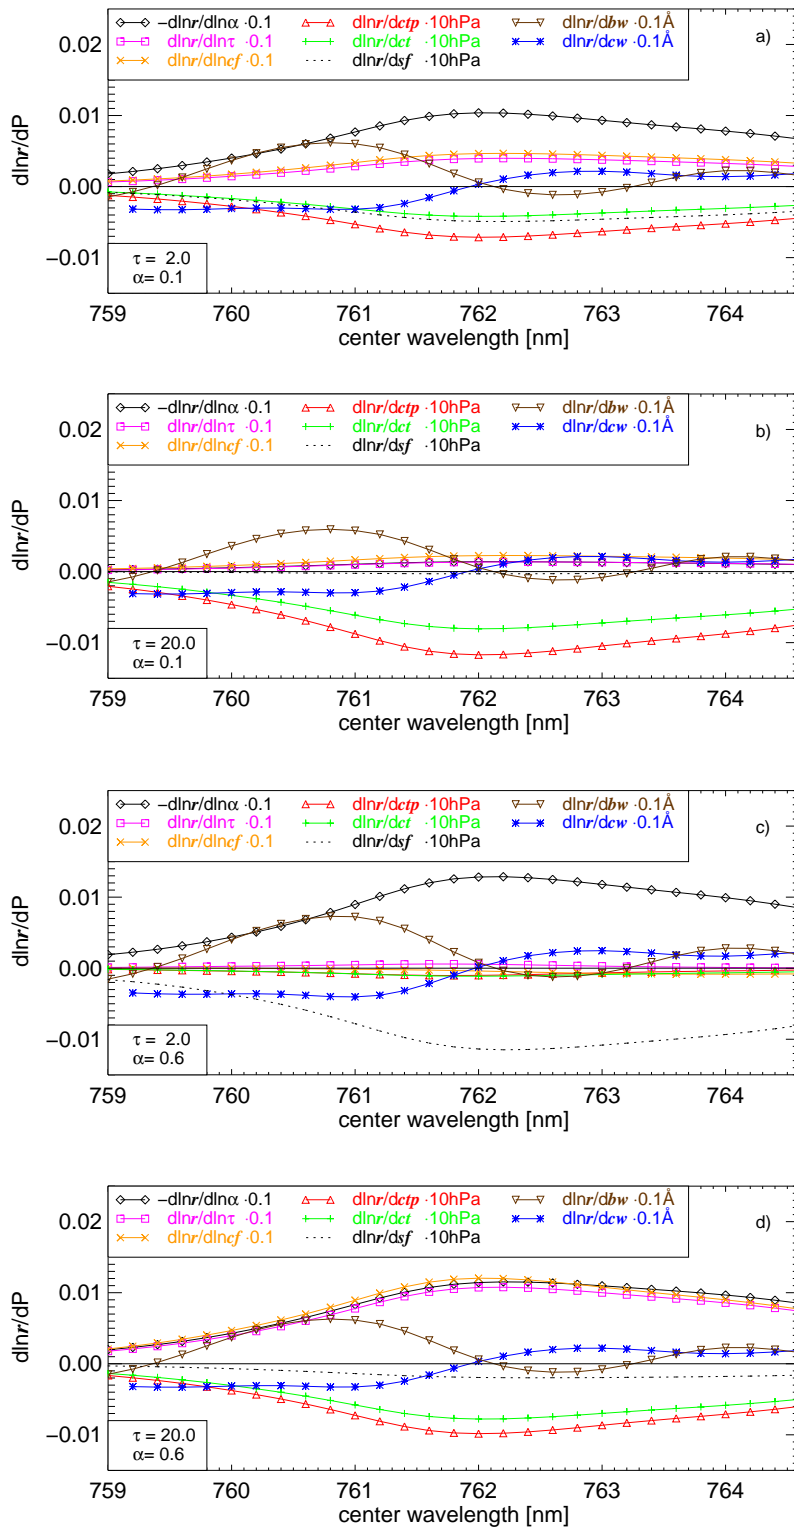 −dlnr/dlnα ·0.1 dlnr/dctp ·10hPa dlnr/dbw ·0.1Å
dlnr/dlnτ ·0.1 dlnr/dct ·10hPa dlnr/dcw ·0.1Å
dlnr/dlncf ·0.1 dlnr/dsf ·10hPa
a)
0.02
0.01
0.00
−0.01
dlnr/dP
τ = 2.0
α= 0.1
759 760 761 762 763 764
center wavelength [nm]
−dlnr/dlnα ·0.1 dlnr/dctp ·10hPa dlnr/dbw ·0.1Å
dlnr/dlnτ ·0.1 dlnr/dct ·10hPa dlnr/dcw ·0.1Å
dlnr/dlncf ·0.1 dlnr/dsf ·10hPa
b)
0.02
0.01
0.00
−0.01
dlnr/dP
τ = 20.0
α= 0.1
759 760 761 762 763 764
center wavelength [nm]
−dlnr/dlnα ·0.1 dlnr/dctp ·10hPa dlnr/dbw ·0.1Å
dlnr/dlnτ ·0.1 dlnr/dct ·10hPa dlnr/dcw ·0.1Å
dlnr/dlncf ·0.1 dlnr/dsf ·10hPa
c)
0.02
0.01
0.00
−0.01
dlnr/dP
τ = 2.0
α= 0.6
759 760 761 762 763 764
center wavelength [nm]
−dlnr/dlnα ·0.1 dlnr/dctp ·10hPa dlnr/dbw ·0.1Å
dlnr/dlnτ ·0.1 dlnr/dct ·10hPa dlnr/dcw ·0.1Å
dlnr/dlncf ·0.1 dlnr/dsf ·10hPa
d)
0.02
0.01
0.00
−0.01
dlnr/dP
τ = 20.0
α= 0.6
759 760 761 762 763 764
center wavelength [nm]